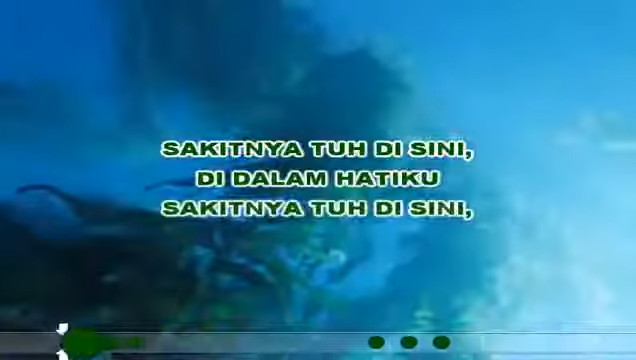 SAKITNYA TUH DI SINI,
DI DALAM HATIKU
SAKITNYA TUH DI SINI,